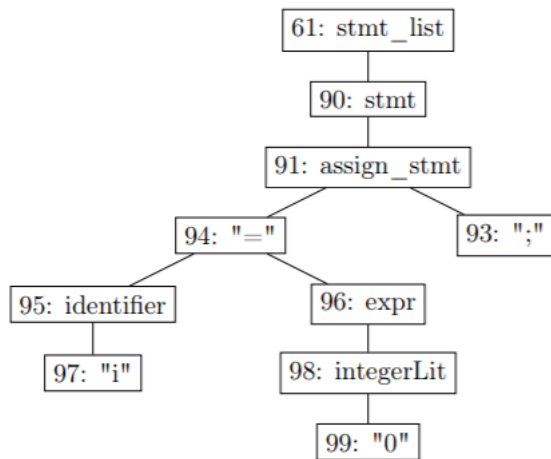 61: stmt_list
90: stmt
91: assign_stmt
94: "="
93: ";"
95: identifier
96: expr
97: "i"
98: integerLit
99: "0"